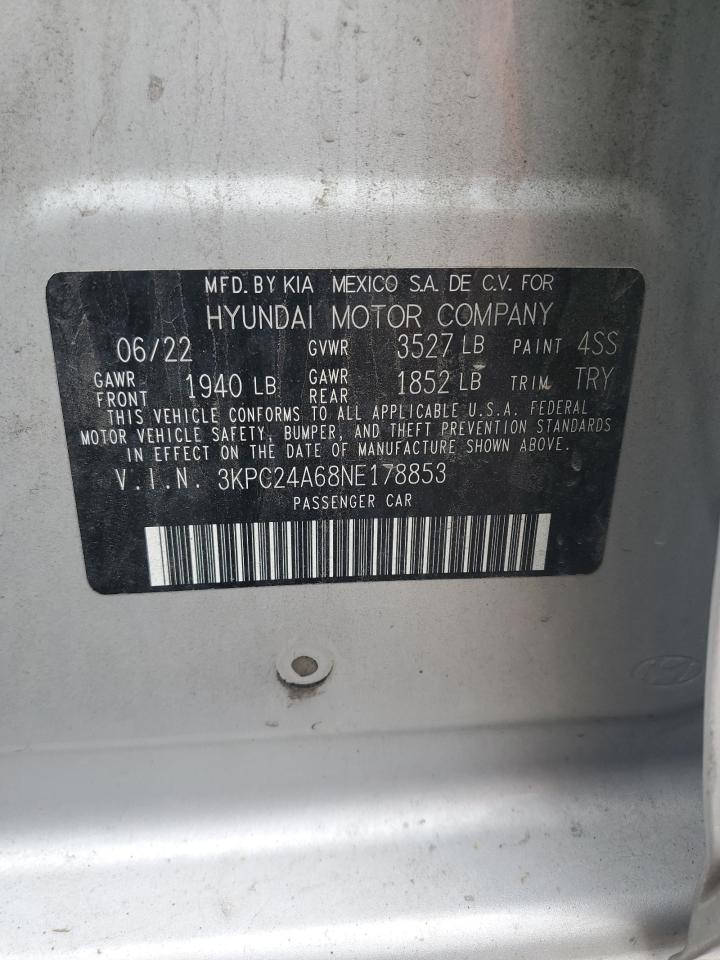 MFD. BY KIA MEXICO S.A. DE C.V. FOR
HYUNDAI MOTOR COMPANY
06/22 GVWR 3527 LB PAINT 4SS
GAWR FRONT 1940 LB GAWR REAR 1852 LB TRIM TRY
THIS VEHICLE CONFORMS TO ALL APPLICABLE U.S.A. FEDERAL
MOTOR VEHICLE SAFETY, BUMPER, AND THEFT PREVENTION STANDARDS
IN EFFECT ON THE DATE OF MANUFACTURE SHOWN ABOVE.
V.I.N. 3KPC24A68NE178853
PASSENGER CAR